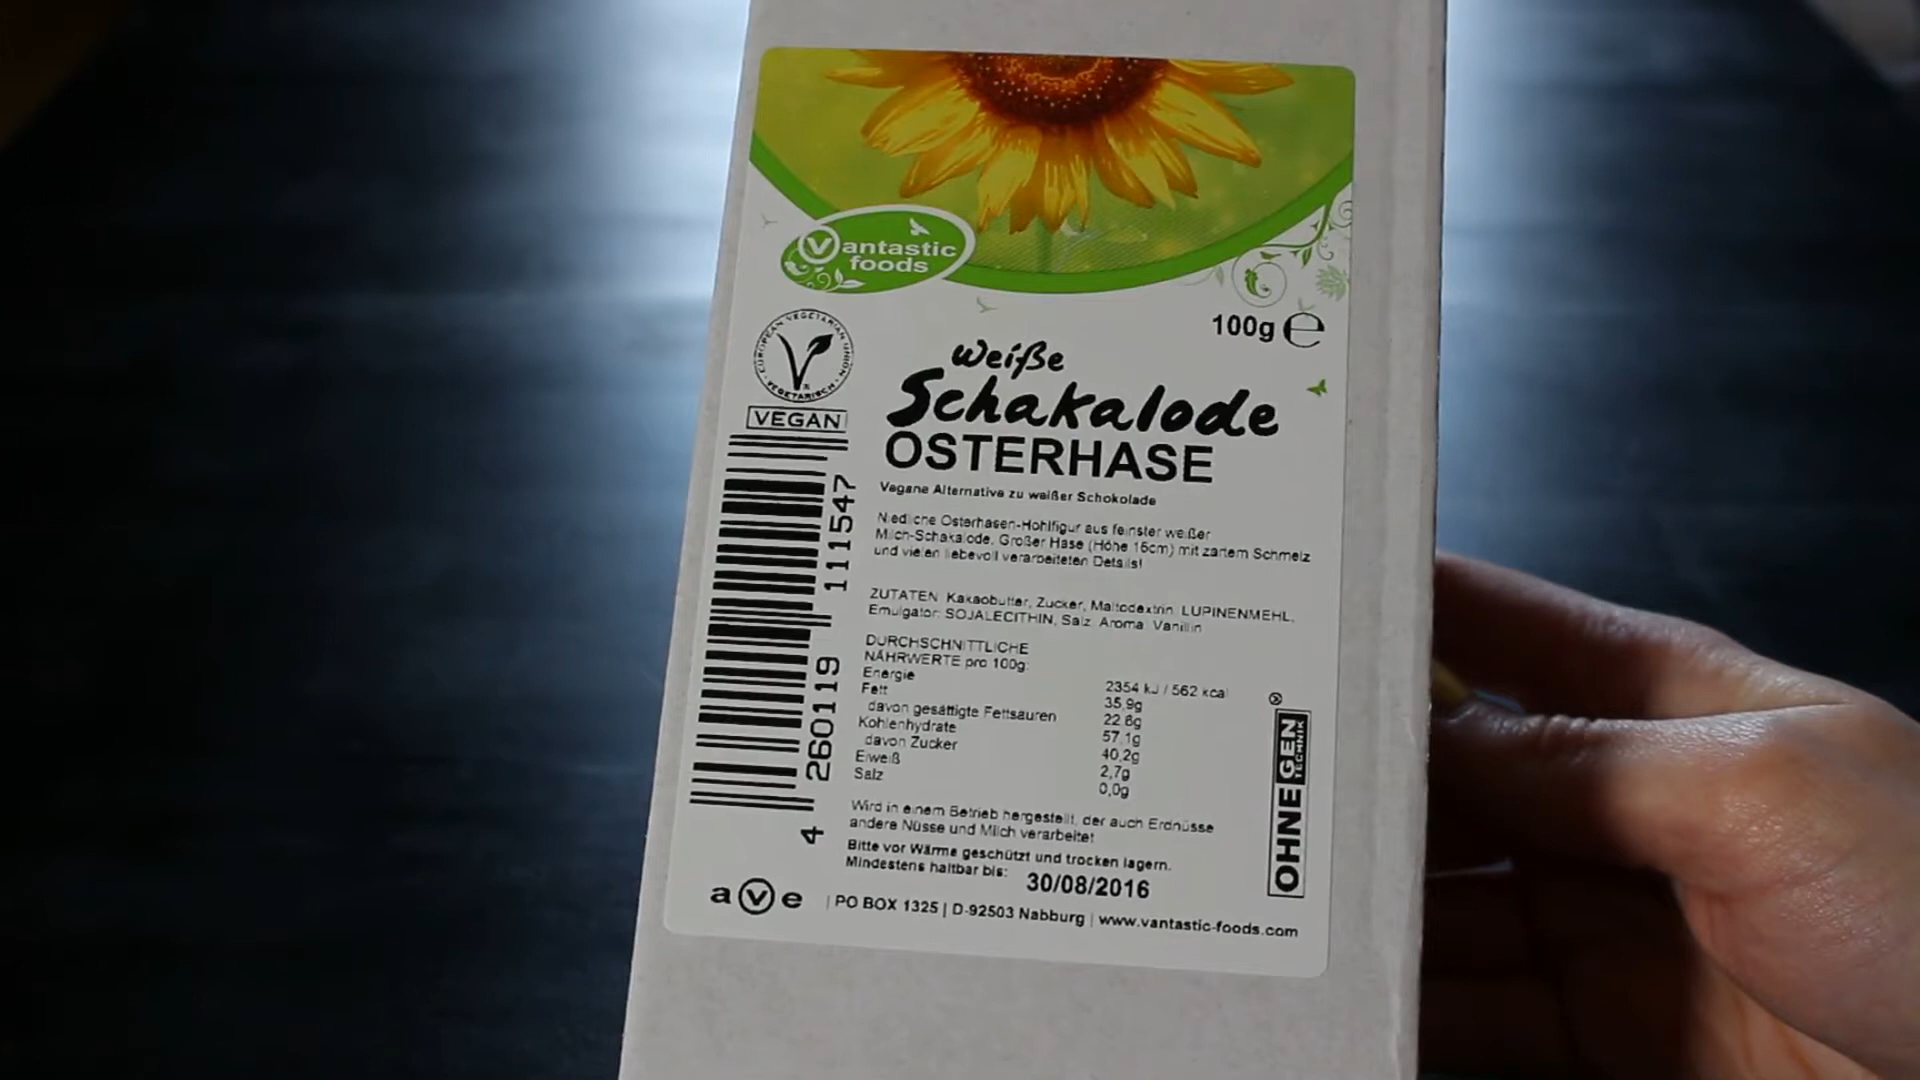 Vantastic
foods
100g ℮
EUROPEAN VEGETARIAN UNION
VEGETARISCH
VEGAN
weiße
Schakalode
OSTERHASE
Vegane Alternative zu weißer Schokolade
Niedliche Osterhasen-Hohlfigur aus feinster weißer
Milch-Schakalode. Großer Hase (Höhe 15cm) mit zartem Schmelz
und vielen liebevoll verarbeiteten Details!
ZUTATEN: Kakaobutter, Zucker, Maltodextrin, LUPINENMEHL,
Emulgator: SOJALECITHIN, Salz, Aroma: Vanillin
DURCHSCHNITTLICHE
NÄHRWERTE pro 100g:
Energie 2354 kJ / 562 kcal
Fett 35,9g
davon gesättigte Fettsäuren 22,6g
Kohlenhydrate 57,1g
davon Zucker 40,2g
Eiweiß 2,7g
Salz 0,0g
Wird in einem Betrieb hergestellt, der auch Erdnüsse
andere Nüsse und Milch verarbeitet
Bitte vor Wärme geschützt und trocken lagern.
Mindestens haltbar bis: 30/08/2016
ave | PO BOX 1325 | D-92503 Nabburg | www.vantastic-foods.com
4 260119 111547
OHNE GEN TECHNIK